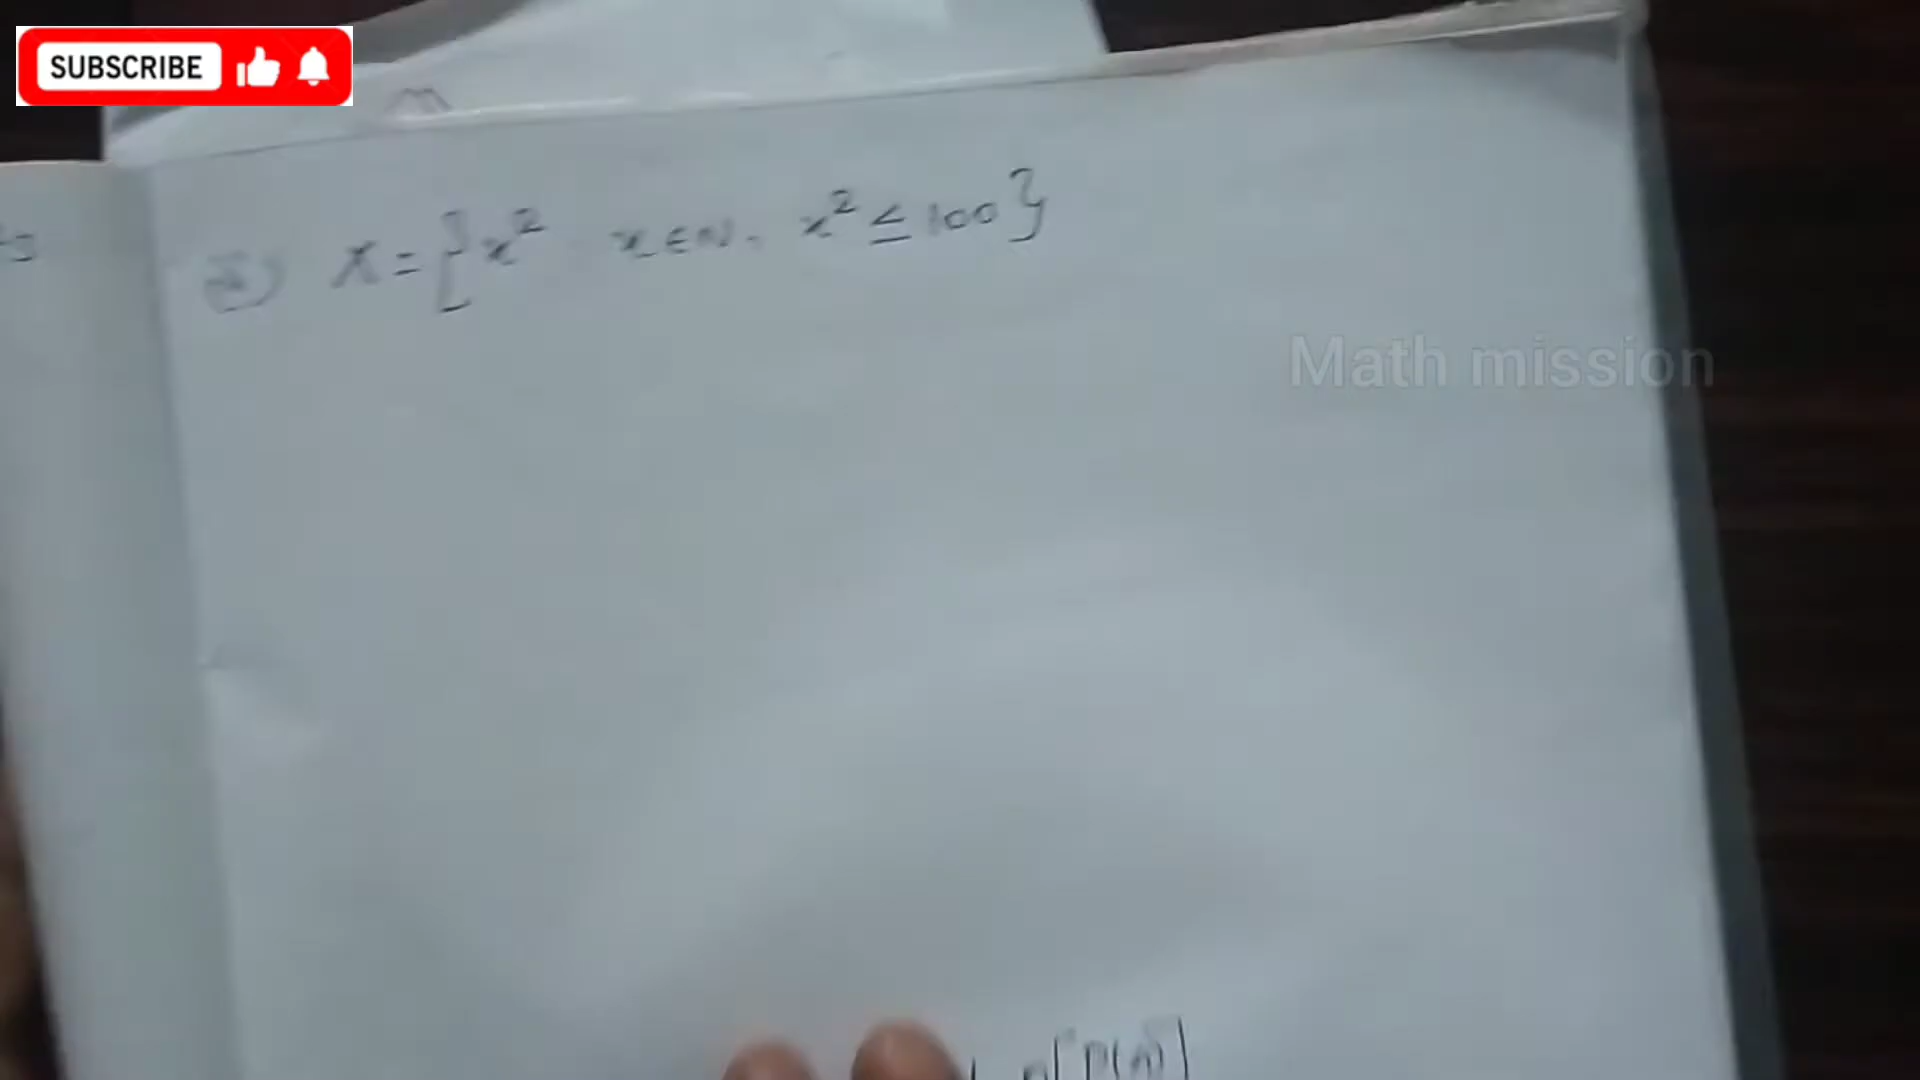 SUBSCRIBE
X = {x² x∈N, x² ≤ 100}
Math mission
n[P(A)]